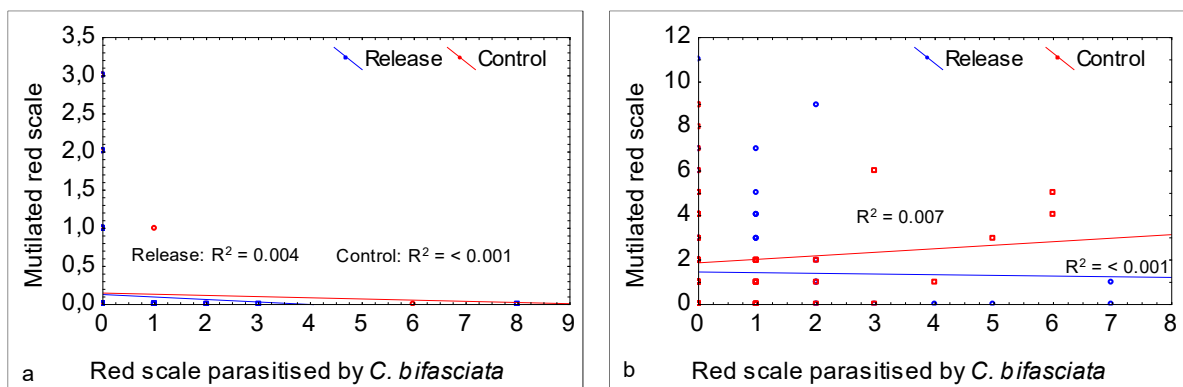 3,5
Release Control
3,0
2,5
2,0
1,5
1,0
0,5
0,0
Mutilated red scale
Release: R² = 0.004 Control: R² = < 0.001
0 1 2 3 4 5 6 7 8 9
a Red scale parasitised by C. bifasciata
12
Release Control
10
8
6
4
2
0
Mutilated red scale
R² = 0.007
R² = < 0.001
0 1 2 3 4 5 6 7 8
b Red scale parasitised by C. bifasciata